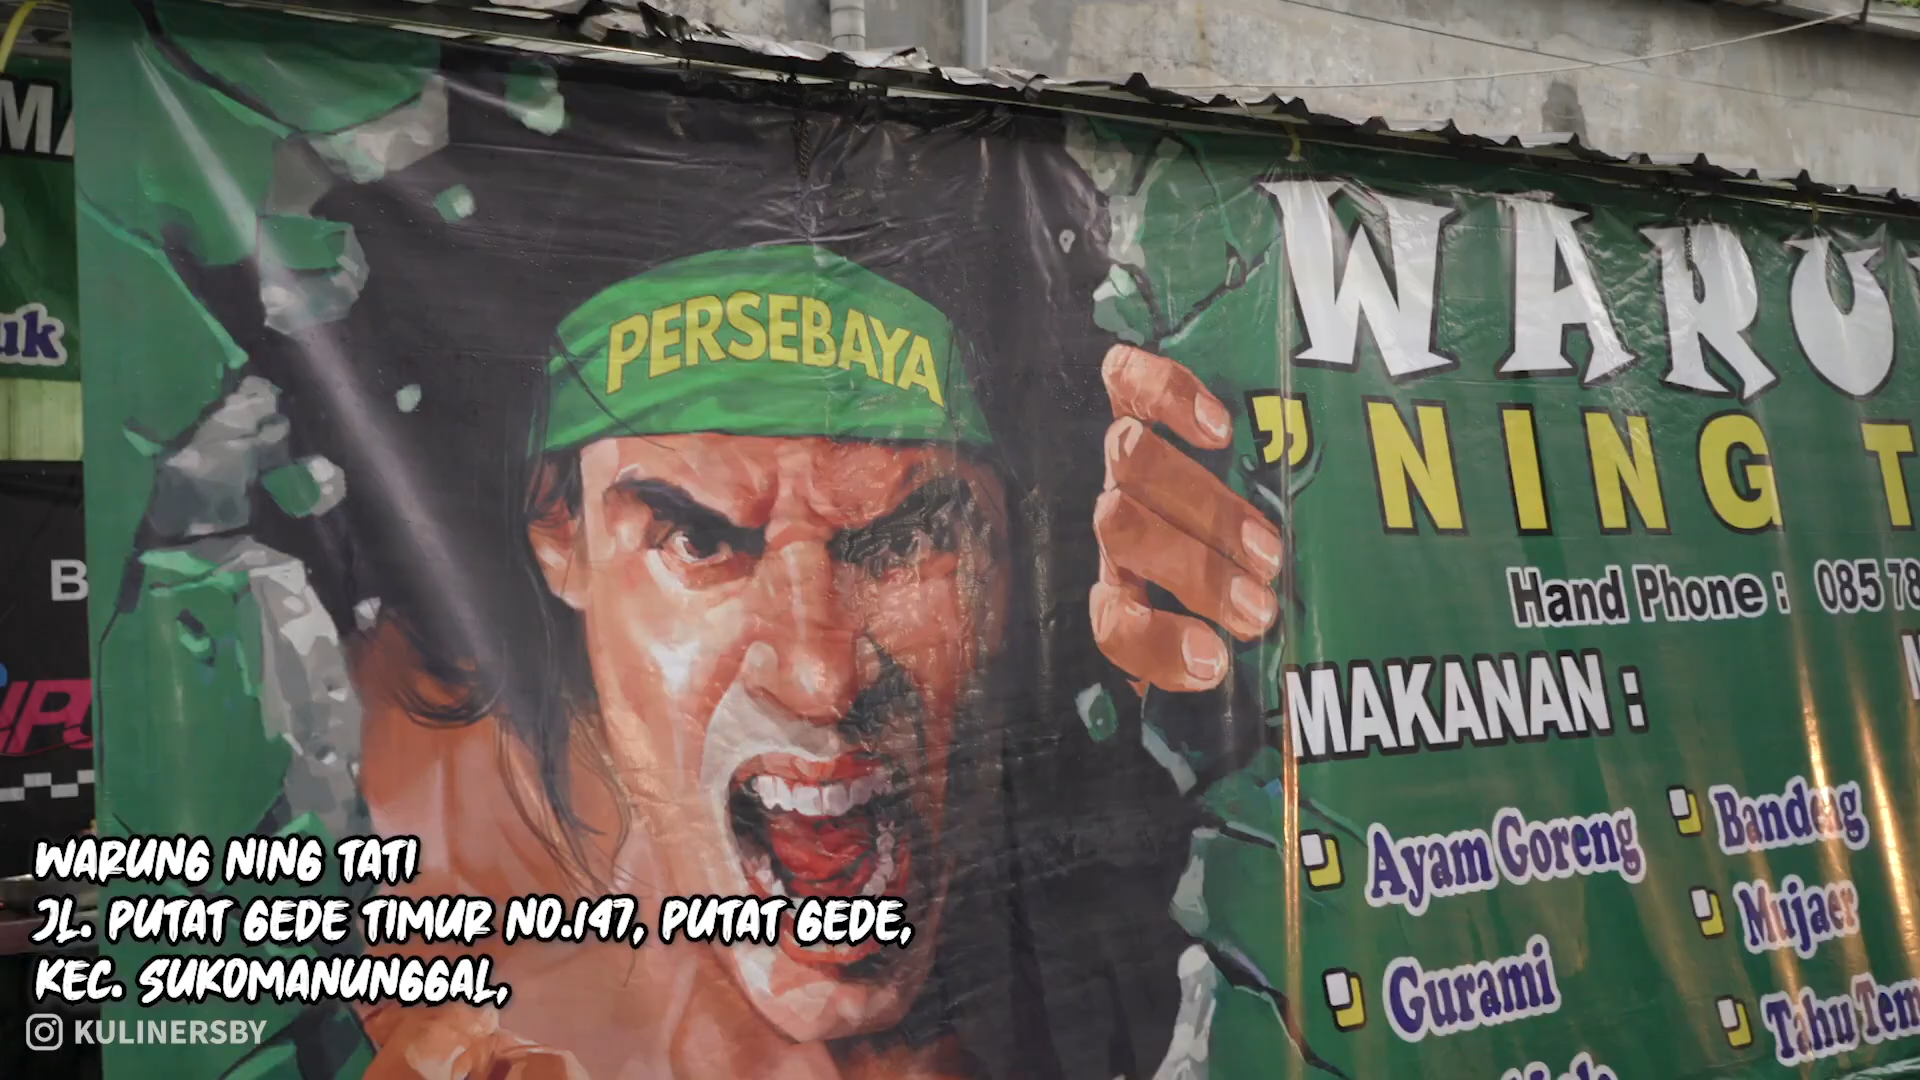 PERSEBAYA
WARU
"NING T
Hand Phone : 085 78
MAKANAN :
Ayam Goreng
Bandeng
Mujaer
Gurami
Tahu Tem
uk
WARUNG NING TATI
JL. PUTAT GEDE TIMUR NO.147, PUTAT GEDE,
KEC. SUKOMANUNGGAL,
KULINERSBY